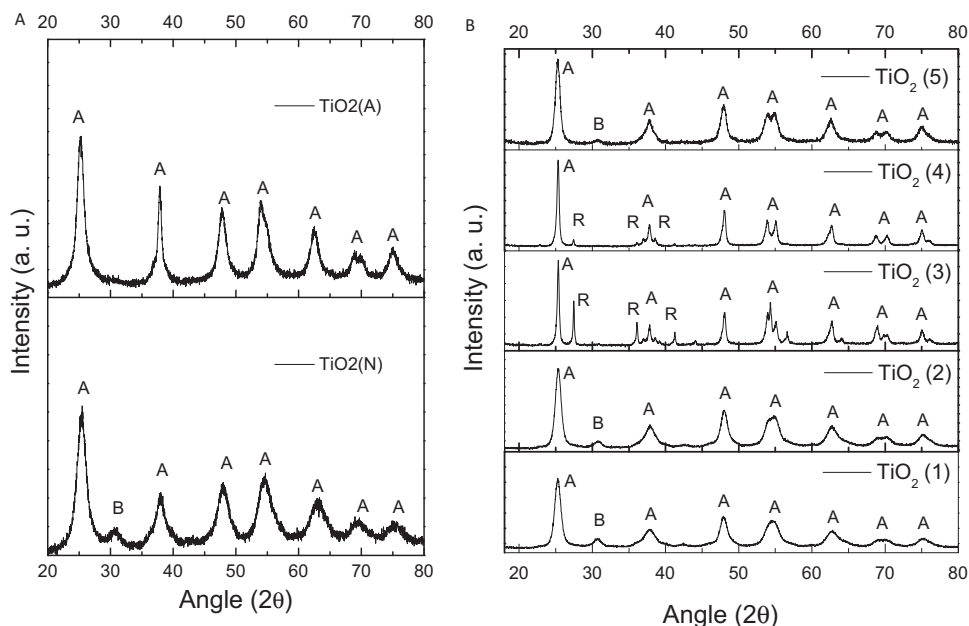 A
20 30 40 50 60 70 80
A
A
A
A
A
A
A
TiO2(A)
A
B
A
A
A
A
A
A
TiO2(N)
20 30 40 50 60 70 80
Angle (2θ)
Intensity (a. u.)
B
20 30 40 50 60 70 80
A
B
A
A
A
A
A
A
TiO₂ (5)
A
R
R
A
R
A
A
A
A
A
TiO₂ (4)
A
R
R
A
R
A
A
A
A
A
TiO₂ (3)
A
B
A
A
A
A
A
A
TiO₂ (2)
A
B
A
A
A
A
A
A
TiO₂ (1)
20 30 40 50 60 70 80
Angle (2θ)
Intensity (a. u.)